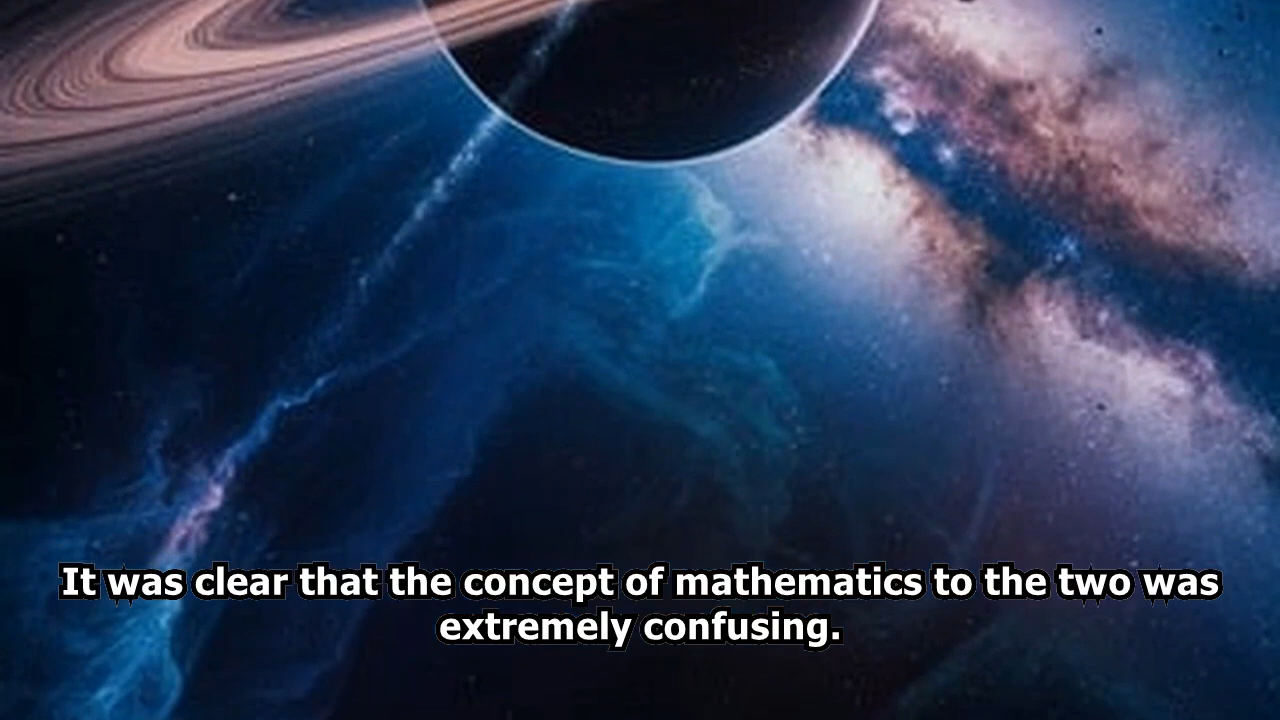 It was clear that the concept of mathematics to the two was
extremely confusing.